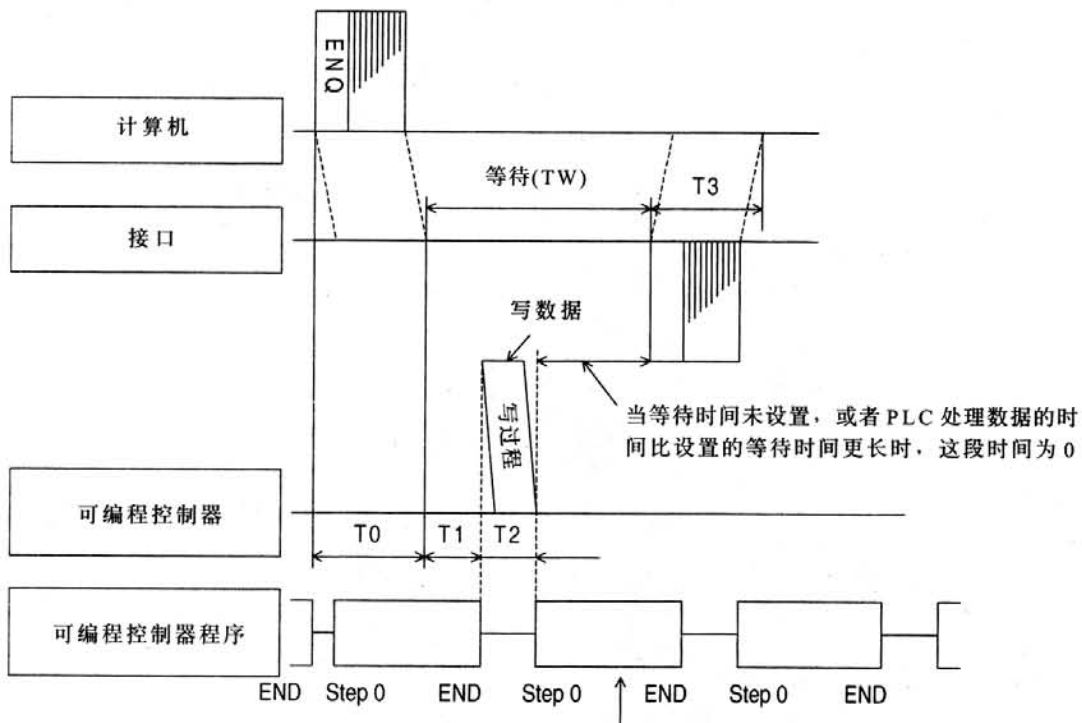 ENQ
计算机
等待(TW)
T3
接口
写数据
写过程
当等待时间未设置，或者 PLC 处理数据的时
间比设置的等待时间更长时，这段时间为 0
可编程控制器
T0 T1 T2
可编程控制器程序
END Step 0 END Step 0 END Step 0 END